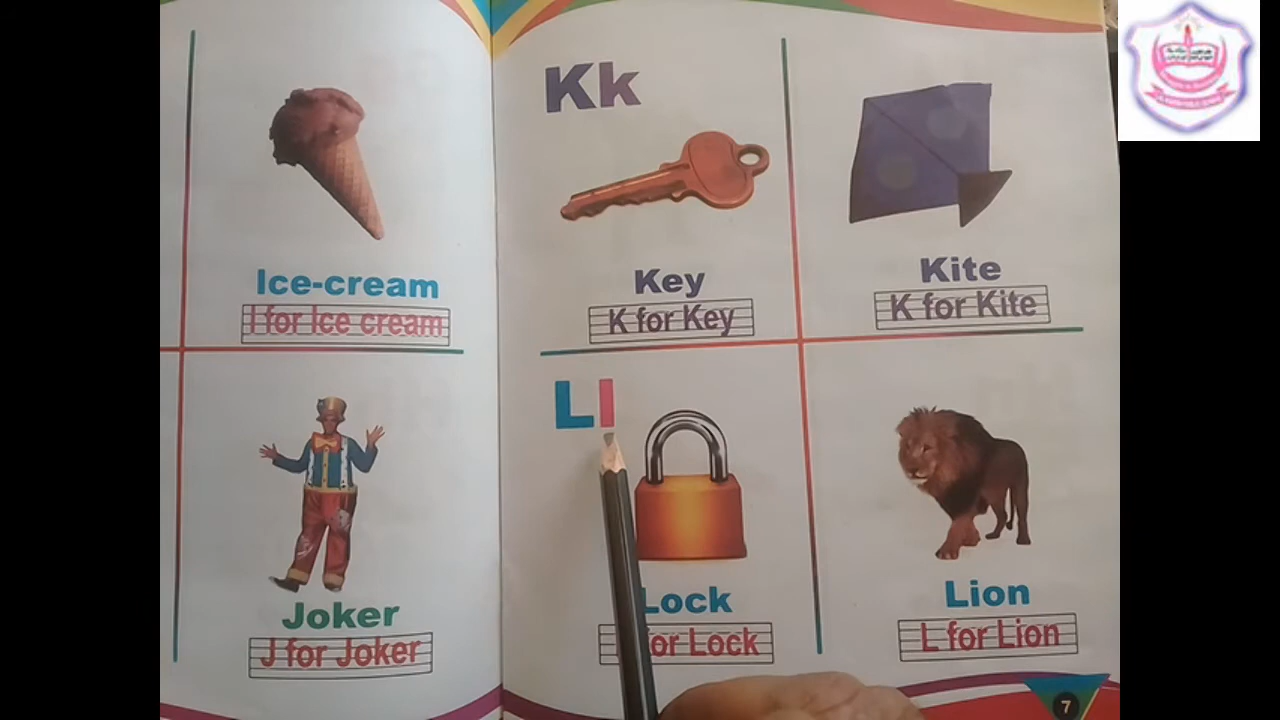 Ice-cream
I for Ice cream
Joker
J for Joker
Kk
Key
K for Key
Kite
K for Kite
Ll
Lock
for Lock
Lion
L for Lion
7